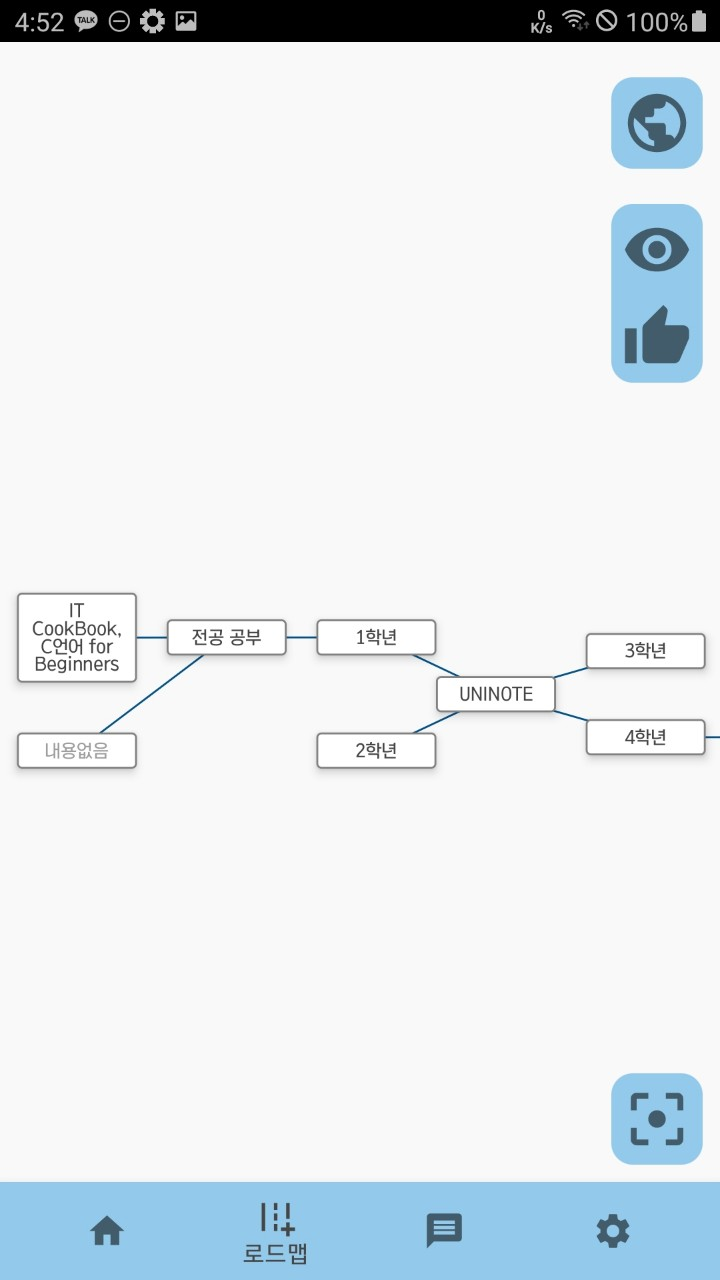 4:52
TALK
0
K/s
100%
IT
CookBook,
C언어 for
Beginners
전공 공부
1학년
3학년
UNINOTE
4학년
내용없음
2학년
로드맵